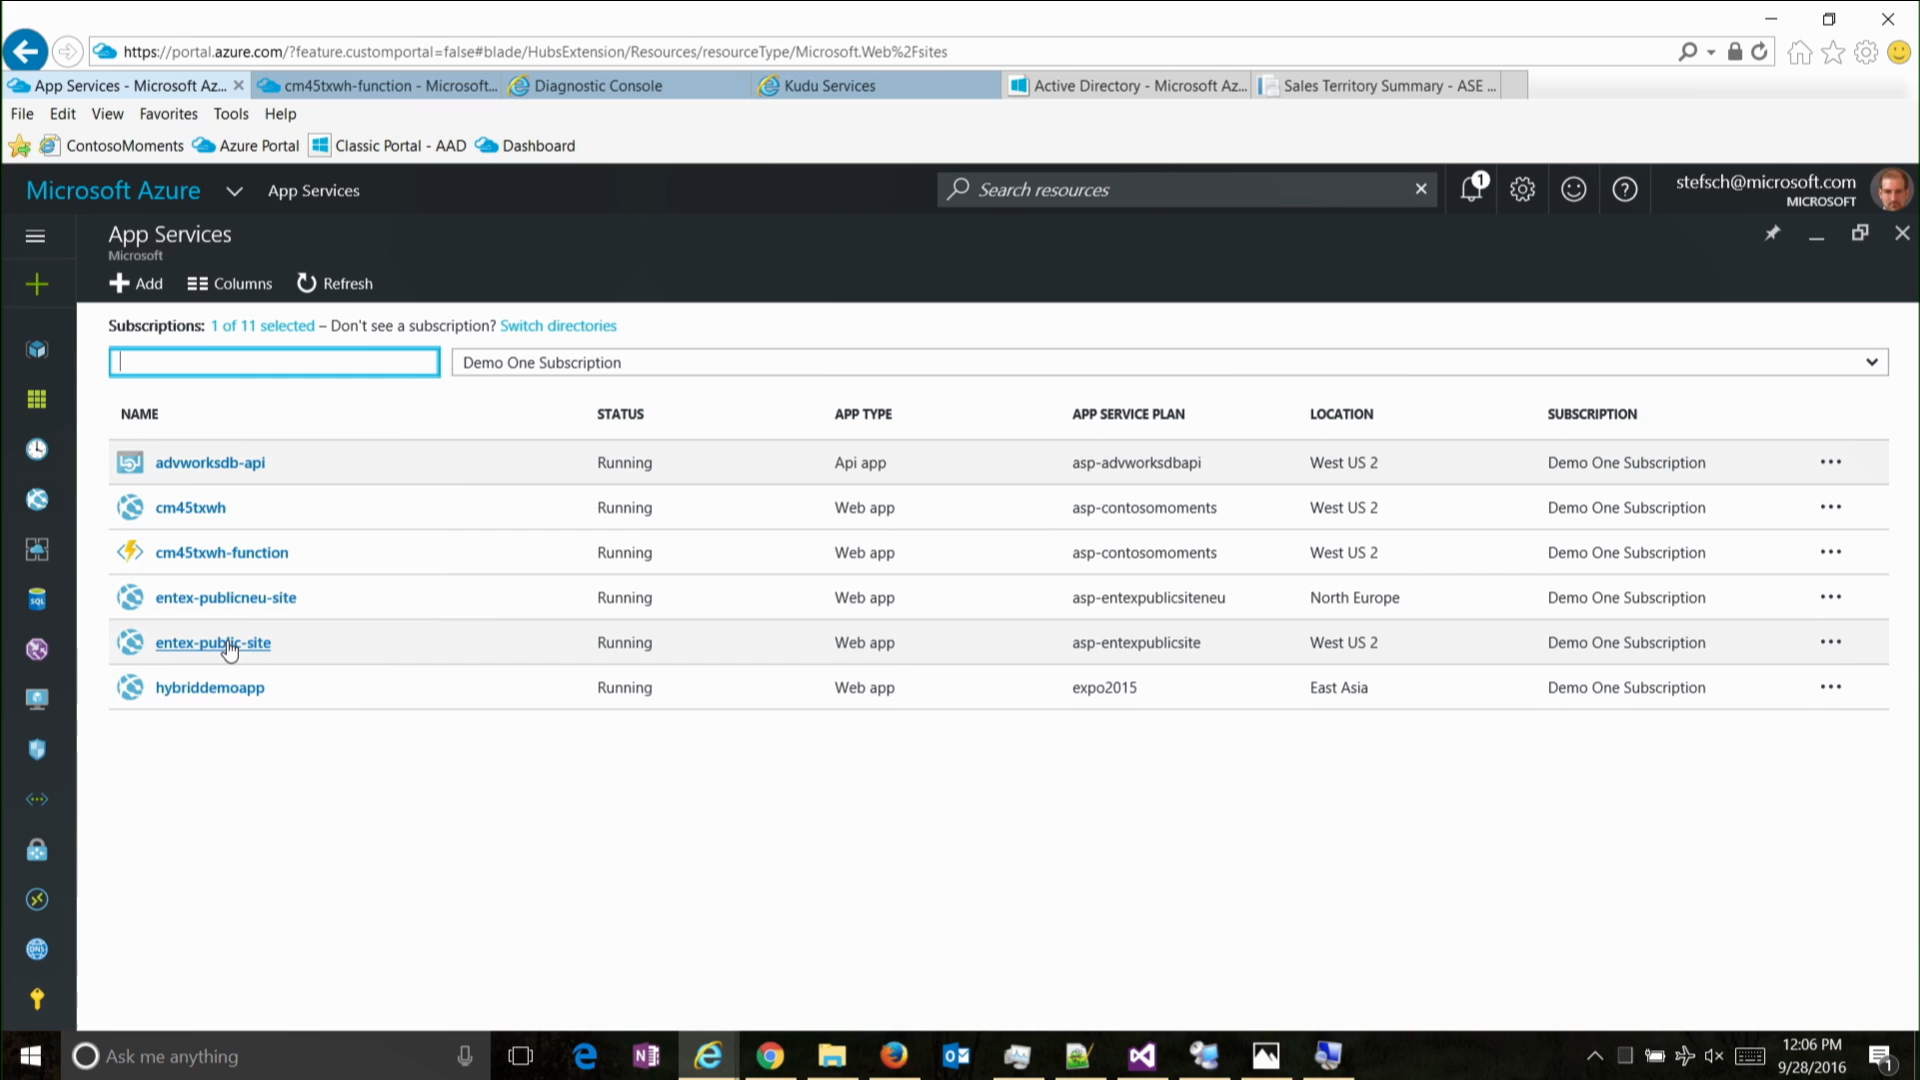 https://portal.azure.com/?feature.customportal=false#blade/HubsExtension/Resources/resourceType/Microsoft.Web%2Fsites
App Services - Microsoft Az... cm45txwh-function - Microsoft... Diagnostic Console Kudu Services Active Directory - Microsoft Az... Sales Territory Summary - ASE ...
File Edit View Favorites Tools Help
ContosoMoments Azure Portal Classic Portal - AAD Dashboard
Microsoft Azure App Services Search resources 1 stefsch@microsoft.com
MICROSOFT
App Services
Microsoft
Add Columns Refresh
Subscriptions: 1 of 11 selected – Don't see a subscription? Switch directories
Demo One Subscription
NAME STATUS APP TYPE APP SERVICE PLAN LOCATION SUBSCRIPTION
advworksdb-api Running Api app asp-advworksdbapi West US 2 Demo One Subscription ...
cm45txwh Running Web app asp-contosomoments West US 2 Demo One Subscription ...
cm45txwh-function Running Web app asp-contosomoments West US 2 Demo One Subscription ...
entex-publicneu-site Running Web app asp-entexpublicsiteneu North Europe Demo One Subscription ...
entex-public-site Running Web app asp-entexpublicsite West US 2 Demo One Subscription ...
hybriddemoapp Running Web app expo2015 East Asia Demo One Subscription ...
SQL
DNS
Ask me anything
12:06 PM
9/28/2016
1